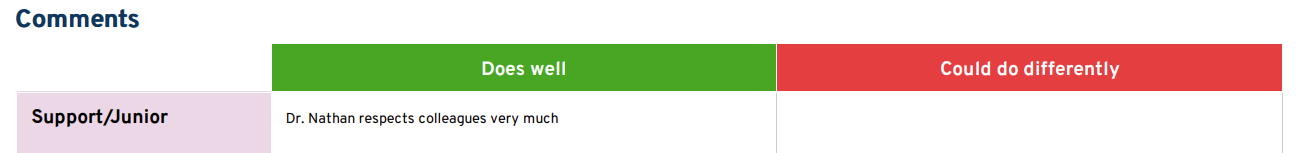 Comments
Does well
Could do differently
Support/Junior
Dr. Nathan respects colleagues very much